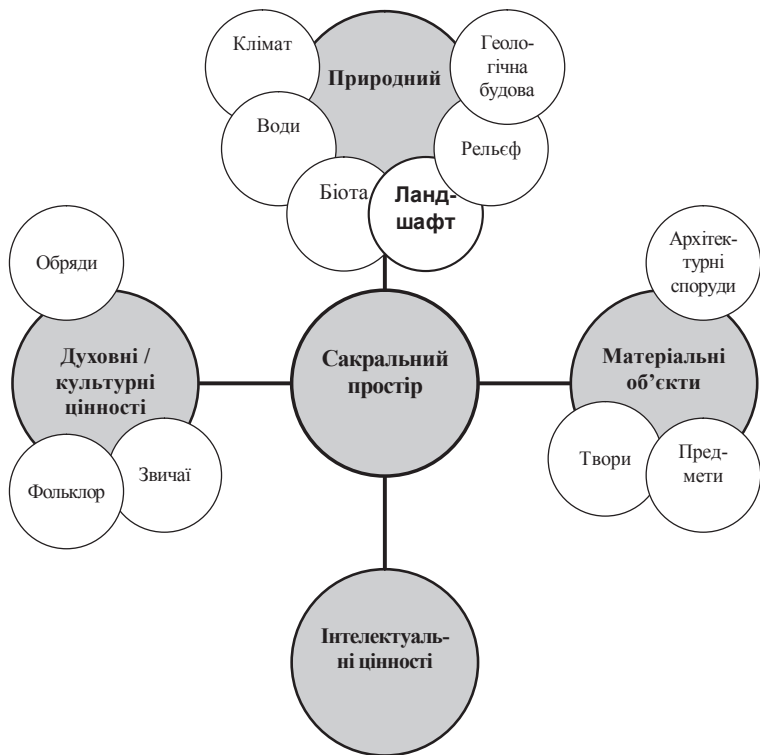 Клімат
Природний
Геоло-
гічна
будова
Води
Рельєф
Біота
Ланд-
шафт
Обряди
Архітек-
турні
споруди
Духовні /
культурні
цінності
Сакральний
простір
Матеріальні
об’єкти
Фольклор
Звичаї
Твори
Пред-
мети
Інтелектуаль-
ні цінності